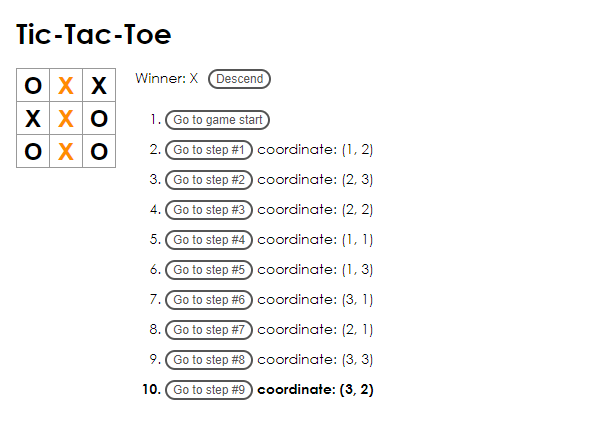 Tic-Tac-Toe
O X X
X X O
O X O
Winner: X Descend
1. Go to game start
2. Go to step #1 coordinate: (1, 2)
3. Go to step #2 coordinate: (2, 3)
4. Go to step #3 coordinate: (2, 2)
5. Go to step #4 coordinate: (1, 1)
6. Go to step #5 coordinate: (1, 3)
7. Go to step #6 coordinate: (3, 1)
8. Go to step #7 coordinate: (2, 1)
9. Go to step #8 coordinate: (3, 3)
10. Go to step #9 coordinate: (3, 2)